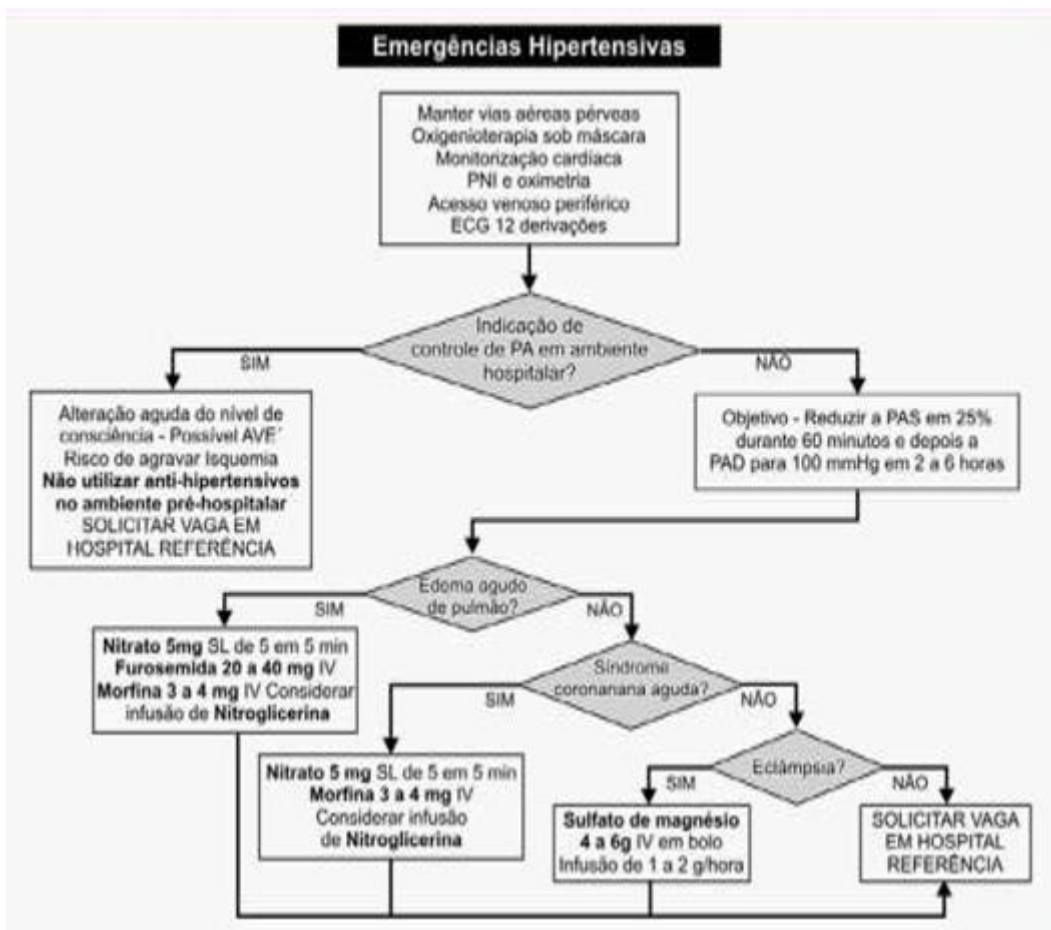 Emergências Hipertensivas
Manter vias aéreas pérveas
Oxigenioterapia sob máscara
Monitorização cardíaca
PNI e oximetria
Acesso venoso periférico
ECG 12 derivações
Indicação de
controle de PA em ambiente
hospitalar?
SIM
NÃO
Alteração aguda do nível de
consciência - Possível AVE´
Risco de agravar Isquemia
Não utilizar anti-hipertensivos
no ambiente pré-hospitalar
SOLICITAR VAGA EM
HOSPITAL REFERÊNCIA
Objetivo - Reduzir a PAS em 25%
durante 60 minutos e depois a
PAD para 100 mmHg em 2 a 6 horas
Edema agudo
de pulmão?
SIM
NÃO
Nitrato 5mg SL de 5 em 5 min
Furosemida 20 a 40 mg IV
Morfina 3 a 4 mg IV Considerar
infusão de Nitroglicerina
Síndrome
coronariana aguda?
SIM
NÃO
Nitrato 5 mg SL de 5 em 5 min
Morfina 3 a 4 mg IV
Considerar infusão
de Nitroglicerina
Eclâmpsia?
SIM
NÃO
Sulfato de magnésio
4 a 6g IV em bolo
Infusão de 1 a 2 g/hora
SOLICITAR VAGA
EM HOSPITAL
REFERÊNCIA